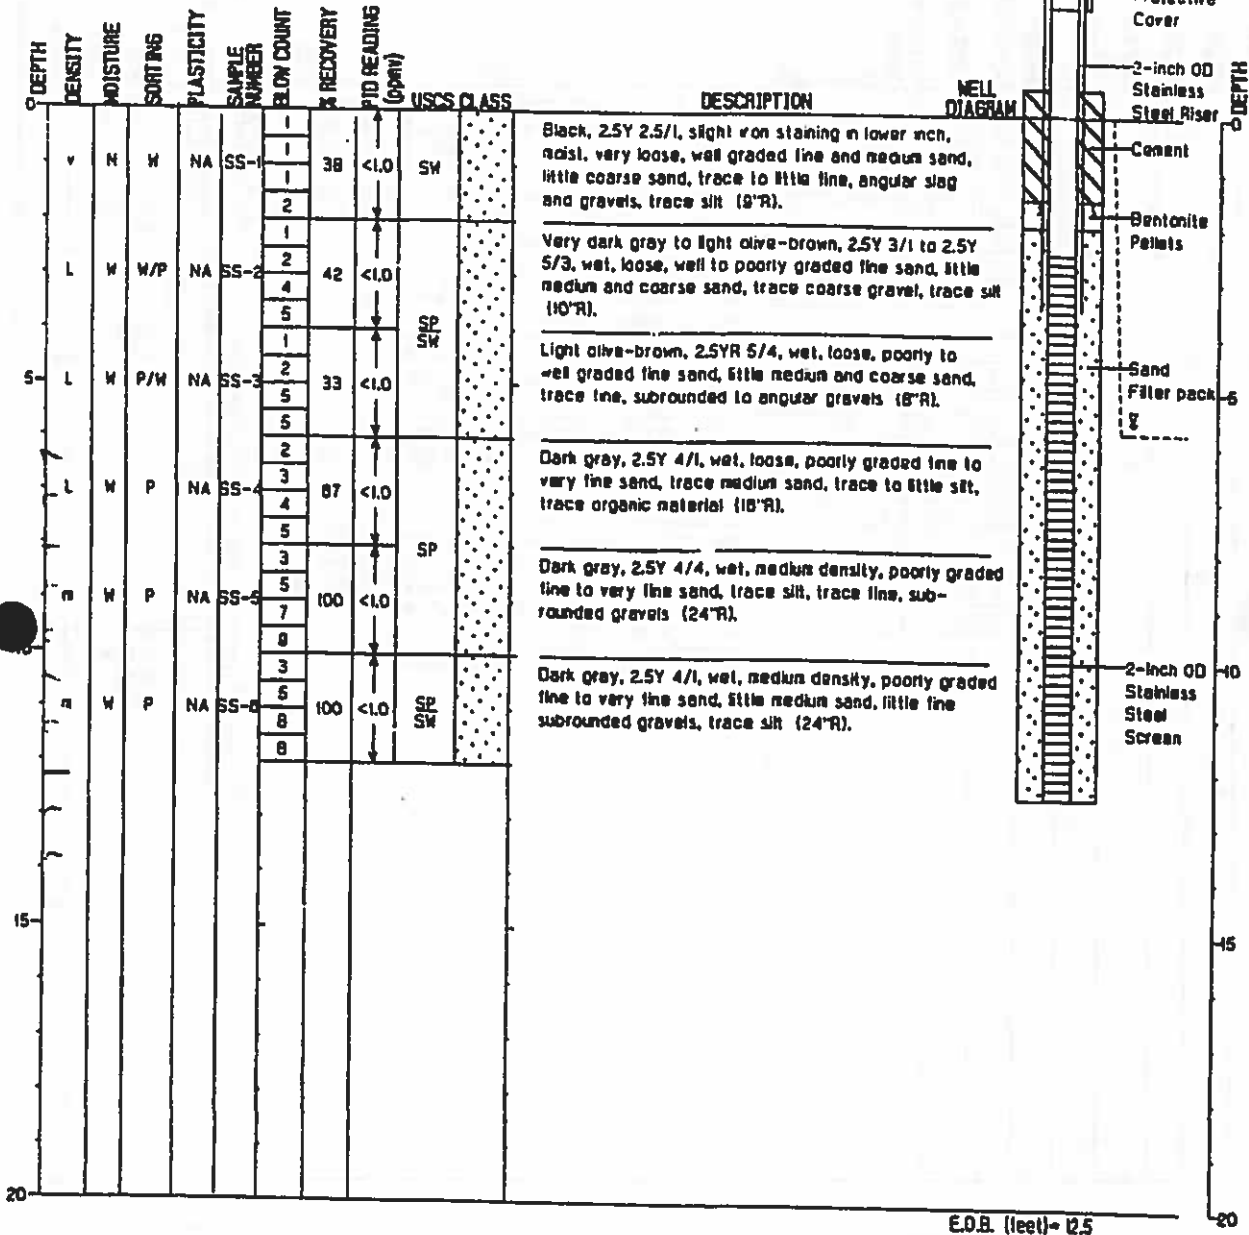 Cover
DEPTH
DENSITY
MOISTURE
SORTING
PLASTICITY
SAMPLE NUMBER
BLOW COUNT
% RECOVERY
PID READING (ppmv)
USCS CLASS
DESCRIPTION
WELL DIAGRAM
DEPTH
2-inch OD
Stainless
Steel Riser
Cement
Bentonite
Pellets
Sand
Filter pack
2-inch OD
Stainless
Steel
Screen
0
5
15
20
0
5
10
15
20
v M W NA SS-1 1 1 1 2 38 <1.0 SW
Black, 2.5Y 2.5/1, slight iron staining in lower inch,
moist, very loose, well graded fine and medium sand,
little coarse sand, trace to little fine, angular slag
and gravels, trace silt (9"R).
L W W/P NA SS-2 1 2 4 5 42 <1.0
Very dark gray to light olive-brown, 2.5Y 3/1 to 2.5Y
5/3, wet, loose, well to poorly graded fine sand, little
medium and coarse sand, trace coarse gravel, trace silt
(10"R).
SP
SW
L W P/W NA SS-3 1 2 5 5 33 <1.0
Light olive-brown, 2.5YR 5/4, wet, loose, poorly to
well graded fine sand, little medium and coarse sand,
trace fine, subrounded to angular gravels (8"R).
L W P NA SS-4 2 3 4 5 87 <1.0
Dark gray, 2.5Y 4/1, wet, loose, poorly graded fine to
very fine sand, trace medium sand, trace to little silt,
trace organic material (18"R).
SP
m W P NA SS-5 3 5 7 9 100 <1.0
Dark gray, 2.5Y 4/4, wet, medium density, poorly graded
fine to very fine sand, trace silt, trace fine, sub-
rounded gravels (24"R).
m W P NA SS-6 3 5 8 8 100 <1.0 SP
SW
Dark gray, 2.5Y 4/1, wet, medium density, poorly graded
fine to very fine sand, little medium sand, little fine
subrounded gravels, trace silt (24"R).
E.O.B. (feet)= 12.5